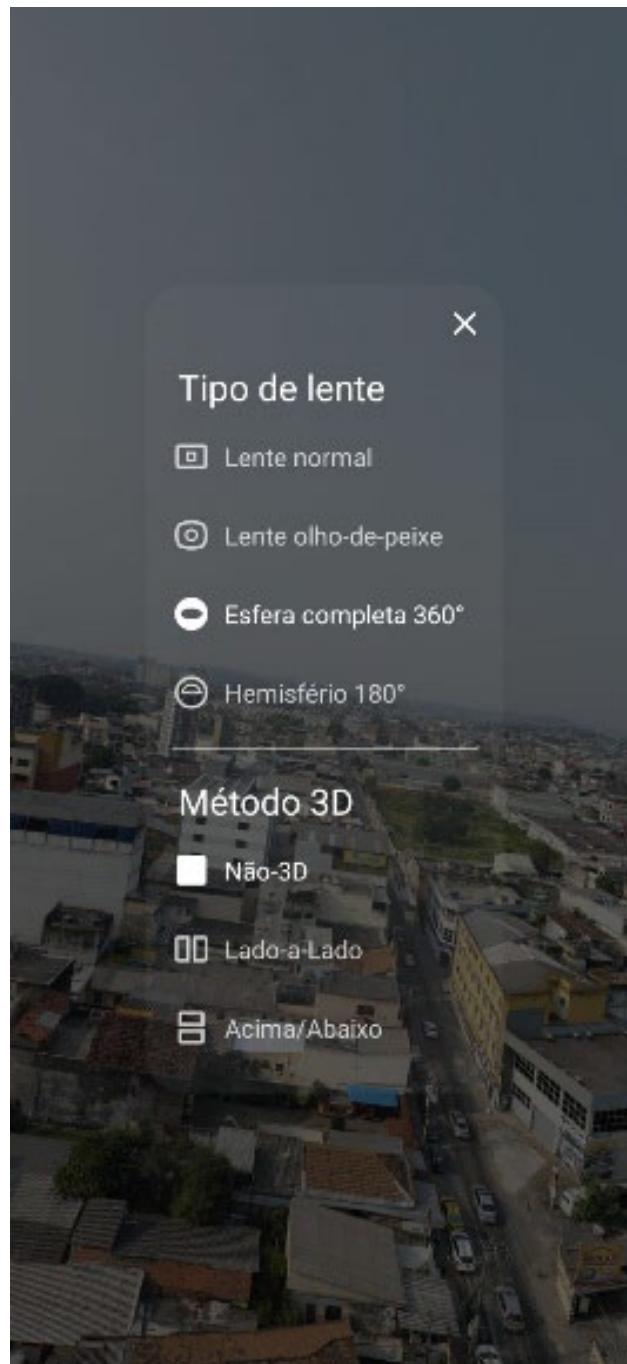 Tipo de lente
Lente normal
Lente olho-de-peixe
Esfera completa 360°
Hemisfério 180°
Método 3D
Não-3D
Lado-a-Lado
Acima/Abaixo